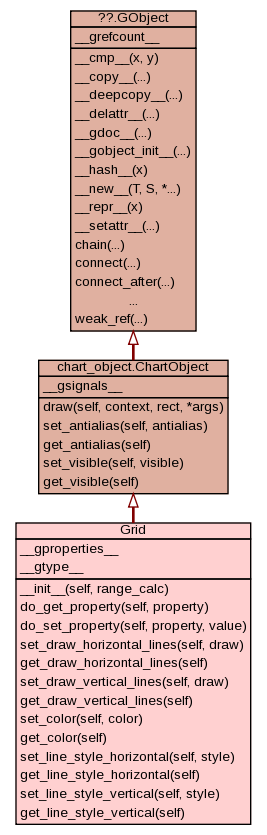 ??.GObject
__grefcount__
__cmp__(x, y)
__copy__(...)
__deepcopy__(...)
__delattr__(...)
__gdoc__(...)
__gobject_init__(...)
__hash__(x)
__new__(T, S, *...)
__repr__(x)
__setattr__(...)
chain(...)
connect(...)
connect_after(...)
...
weak_ref(...)
chart_object.ChartObject
__gsignals__
draw(self, context, rect, *args)
set_antialias(self, antialias)
get_antialias(self)
set_visible(self, visible)
get_visible(self)
Grid
__gproperties__
__gtype__
__init__(self, range_calc)
do_get_property(self, property)
do_set_property(self, property, value)
set_draw_horizontal_lines(self, draw)
get_draw_horizontal_lines(self)
set_draw_vertical_lines(self, draw)
get_draw_vertical_lines(self)
set_color(self, color)
get_color(self)
set_line_style_horizontal(self, style)
get_line_style_horizontal(self)
set_line_style_vertical(self, style)
get_line_style_vertical(self)